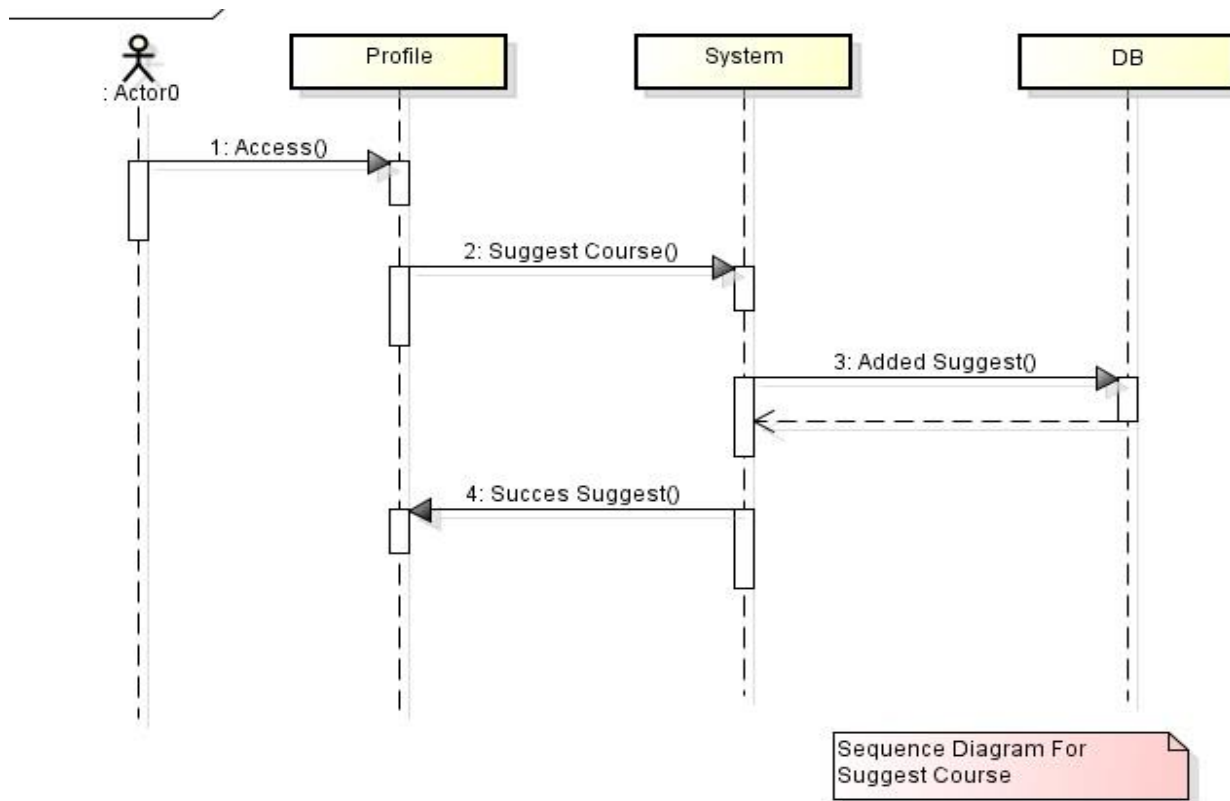 : Actor0
Profile
System
DB
1: Access()
2: Suggest Course()
3: Added Suggest()
4: Succes Suggest()
Sequence Diagram For
Suggest Course